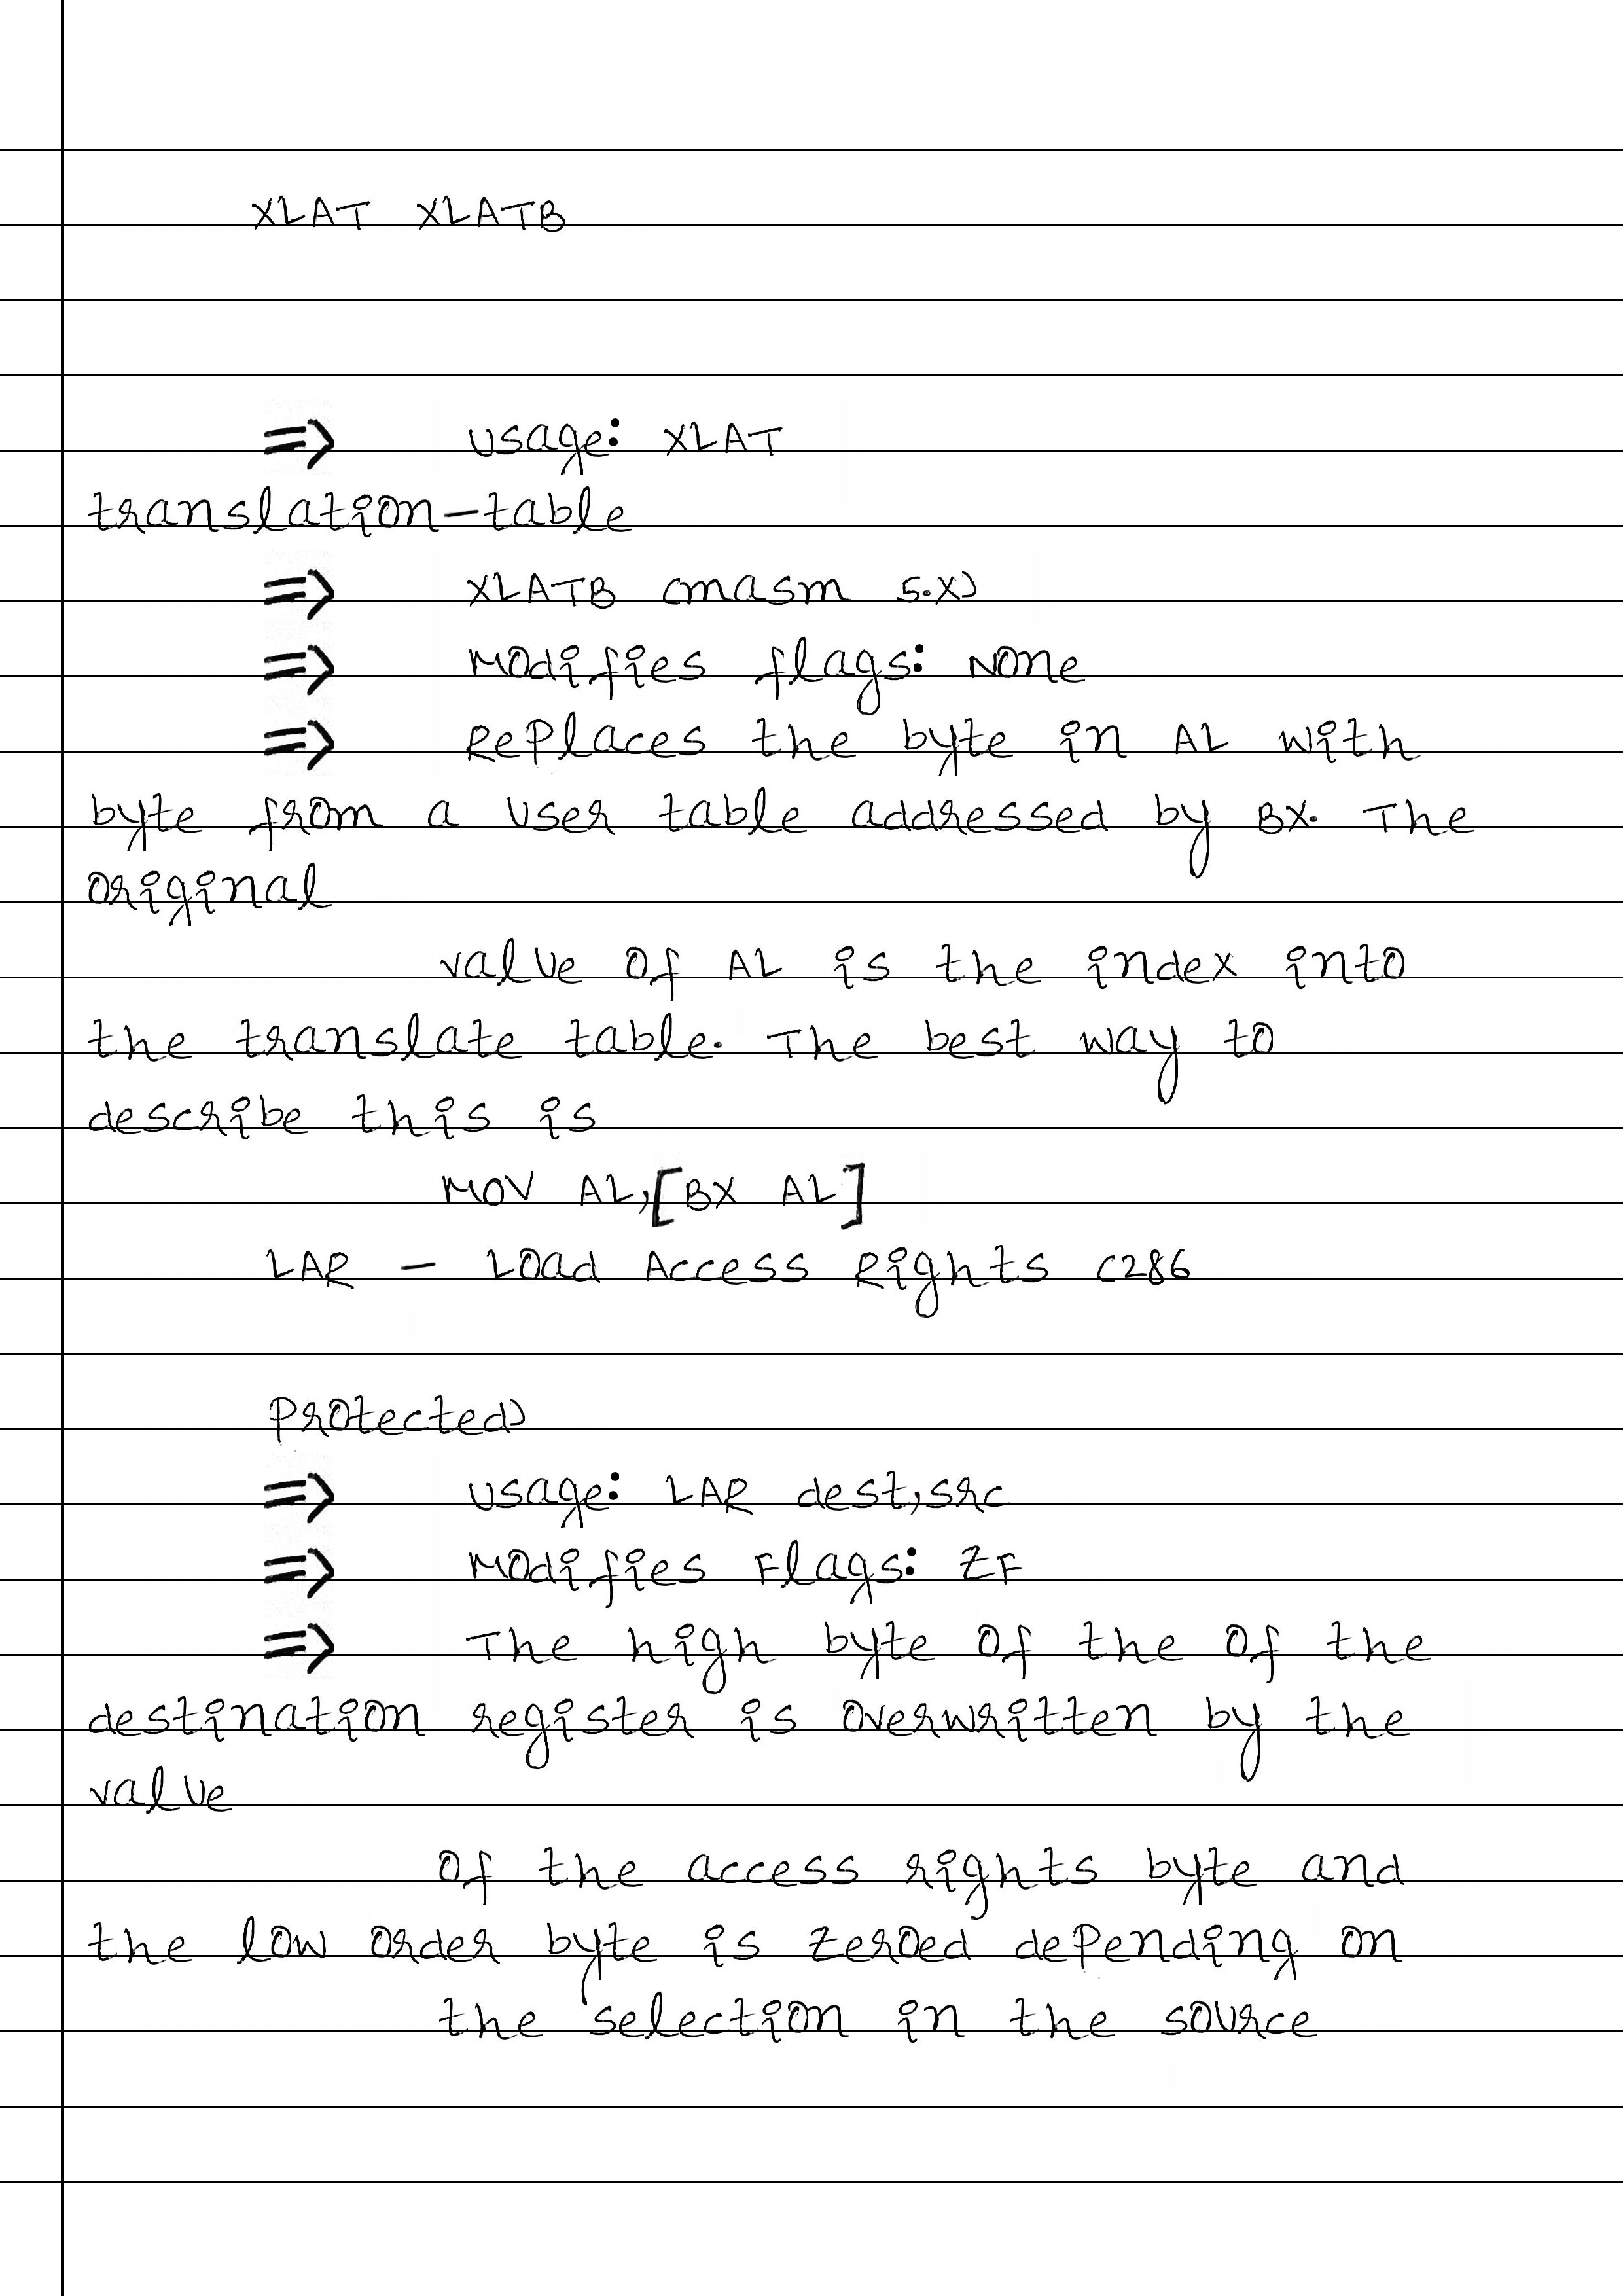 XLAT XLATB
=> Usage: XLAT
translation-table
=> XLATB (masm 5.X)
=> Modifies flags: None
=> Replaces the byte in AL with
byte from a user table addressed by BX. The
original
value of AL is the index into
the translate table. The best way to
describe this is
MOV AL,[BX AL]
LAR - Load Access Rights (286
Protected)
=> Usage: LAR dest,src
=> Modifies Flags: ZF
=> The high byte of the of the
destination register is overwritten by the
value
of the access rights byte and
the low order byte is zeroed depending on
the selection in the source